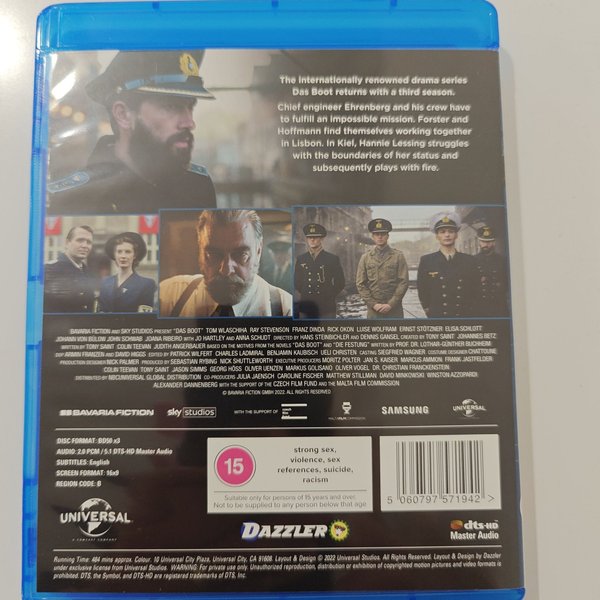 The internationally renowned drama series
Das Boot returns with a third season.
Chief engineer Ehrenberg and his crew have
to fulfill an impossible mission. Forster and
Hoffmann find themselves working together
in Lisbon. In Kiel, Hannie Lessing struggles
with the boundaries of her status and
subsequently plays with fire.
BAVARIA FICTION and SKY STUDIOS PRESENT "DAS BOOT" TOM WLASCHIHA RAY STEVENSON FRANZ DINDA RICK OKON LUISE WOLFRAM ERNST STÖTZNER ELISA SCHLOTT
JOHANN VON BÜLOW JOHN SCHWAB JOANA RIBEIRO WITH JO HARTLEY AND ANNA SCHUDT DIRECTED BY HANS STEINBICHLER AND DENNIS GANSEL CREATED BY TONY SAINT JOHANNES BETZ
WRITTEN BY TONY SAINT COLIN TEEVAN JUDITH ANGERBAUER BASED ON THE MOTIVES FROM THE NOVELS "DAS BOOT" AND "DIE FESTUNG" WRITTEN BY PROF. DR. LOTHAR-GÜNTHER BUCHHEIM
DOP ARMIN FRANZEN AND DAVID HIGGS EDITED BY PATRICK WILFERT CHARLES LADMIRAL BENJAMIN KAUBISCH UELI CHRISTEN CASTING SIEGFRIED WAGNER COSTUME DESIGNER CHATTOUNE
PRODUCTION DESIGNER NICK PALMER PRODUCED BY SEBASTIAN RYBING NICK SHUTTLEWORTH EXECUTIVE PRODUCERS MORITZ POLTER JAN S. KAISER MARCUS AMMON FRANK JASTFELDER
COLIN TEEVAN TONY SAINT JASON SIMMS GEORG HÖSS OLIVER UENZEN MARKUS GOLISANO OLIVER VOGEL DR. CHRISTIAN FRANCKENSTEIN
DISTRIBUTED BY NBCUNIVERSAL GLOBAL DISTRIBUTION CO-PRODUCERS JULIA JAENSCH CAROLINE FISCHER MATTHEW STILLMAN DAVID MINKOWSKI WINSTON AZZOPARDI
ALEXANDER DANNENBERG WITH THE SUPPORT OF THE CZECH FILM FUND AND THE MALTA FILM COMMISSION
© BAVARIA FICTION GMBH 2022. ALL RIGHTS RESERVED
BAVARIA FICTION sky studios SAMSUNG UNIVERSAL
DISC FORMAT: BD50 x3
AUDIO: 2.0 PCM / 5.1 DTS-HD Master Audio
SUBTITLES: English
SCREEN FORMAT: 16x9
REGION CODE: B
15
strong sex,
violence, sex
references, suicide,
racism
Suitable only for persons of 15 years and over.
Not to be supplied to any person below that age.
5 060797 571942 >
UNIVERSAL
A COMCAST COMPANY
DAZZLER
dts-HD
Master Audio
Running Time: 484 mins approx. Colour. 10 Universal City Plaza, Universal City, CA 91608. Layout & Design © 2022 Universal Studios. All Rights Reserved. Layout & Design by Dazzler
under exclusive license from Universal Studios. WARNING: For private use only. Unauthorized reproduction, distribution or exhibition of copyrighted motion pictures and video formats is
prohibited. DTS, the Symbol, and DTS-HD are registered trademarks of DTS, Inc.